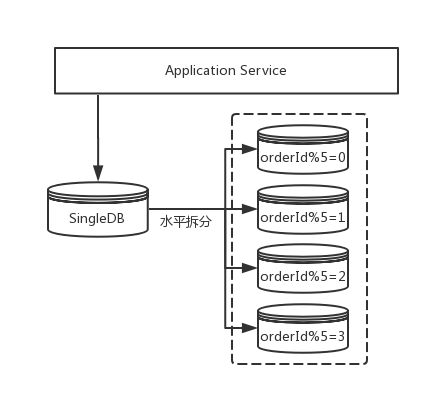 Application Service
SingleDB
水平拆分
orderId%5=0
orderId%5=1
orderId%5=2
orderId%5=3